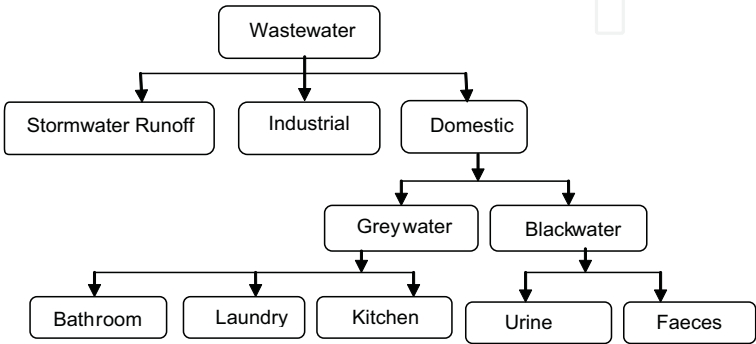 Wastewater
Stormwater Runoff
Industrial
Domestic
Greywater
Blackwater
Bathroom
Laundry
Kitchen
Urine
Faeces